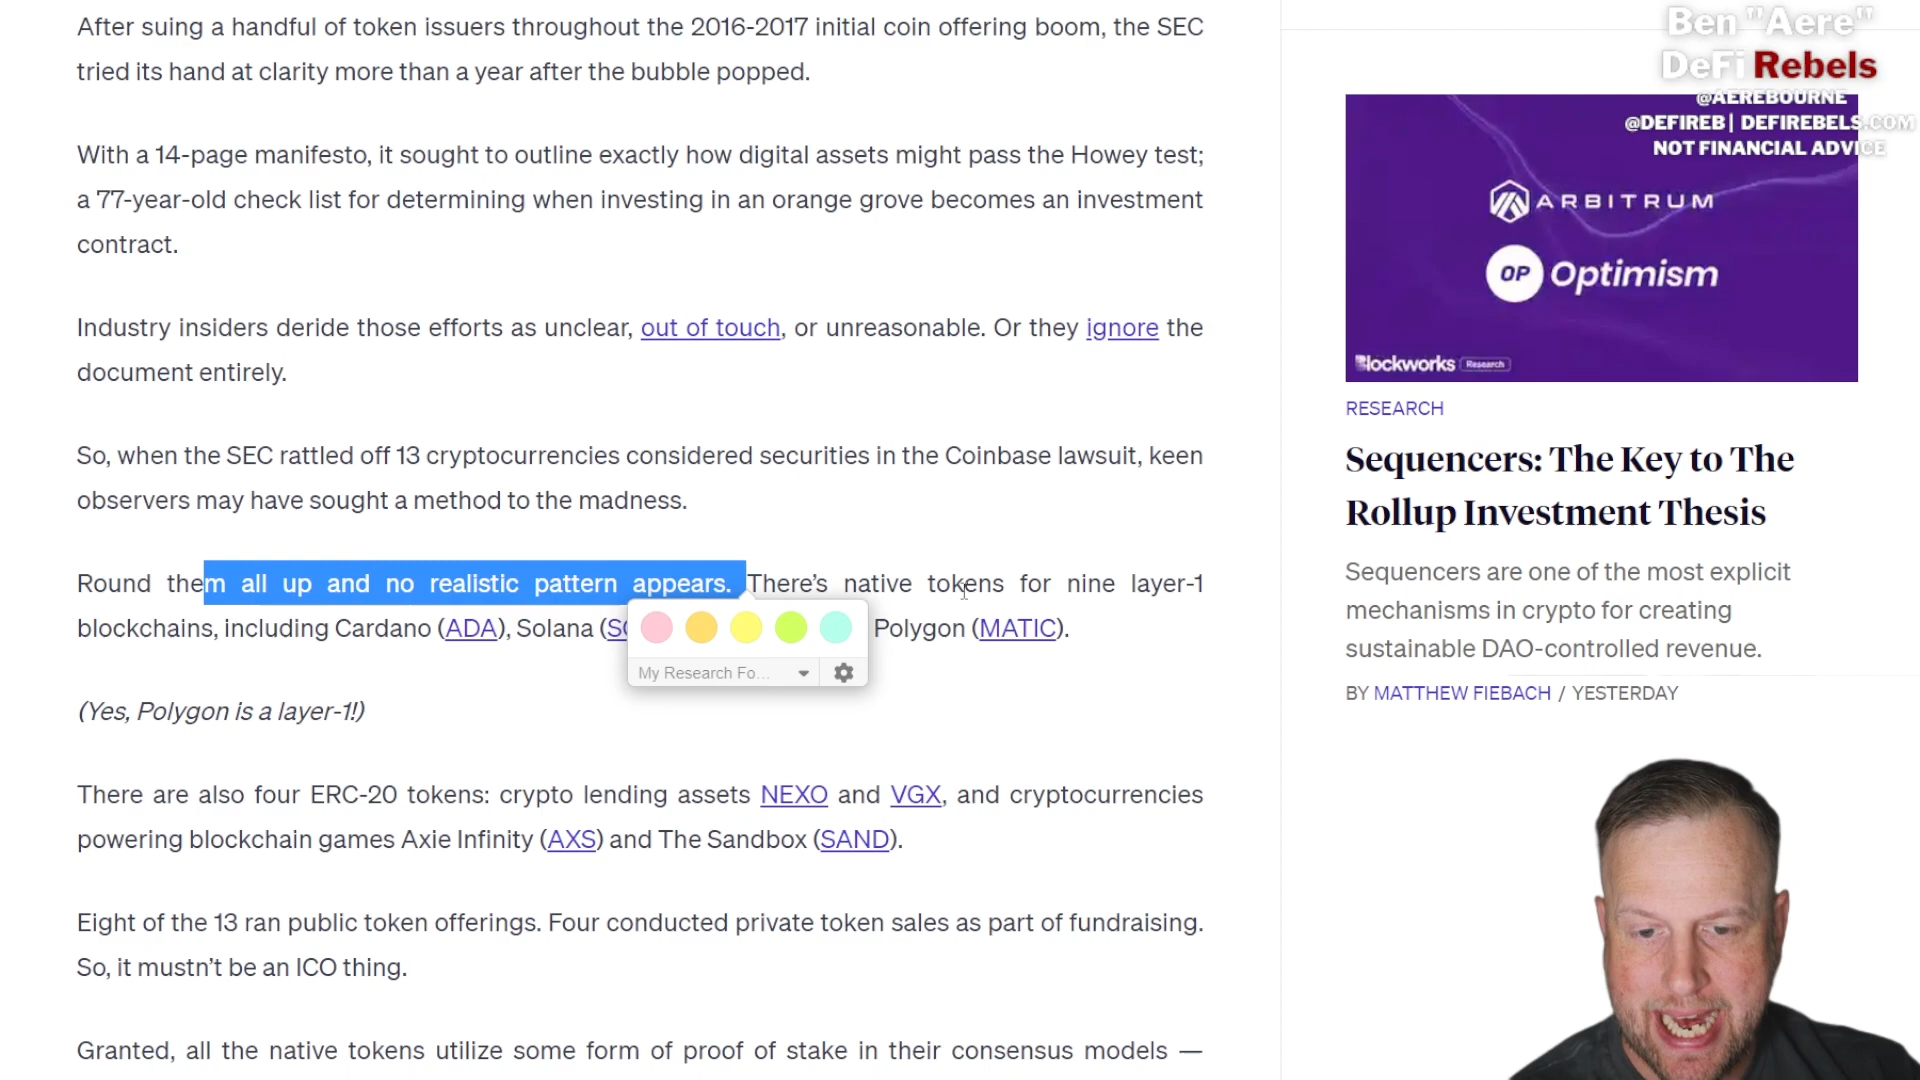 After suing a handful of token issuers throughout the 2016-2017 initial coin offering boom, the SEC
tried its hand at clarity more than a year after the bubble popped.
With a 14-page manifesto, it sought to outline exactly how digital assets might pass the Howey test;
a 77-year-old check list for determining when investing in an orange grove becomes an investment
contract.
Industry insiders deride those efforts as unclear, out of touch, or unreasonable. Or they ignore the
document entirely.
So, when the SEC rattled off 13 cryptocurrencies considered securities in the Coinbase lawsuit, keen
observers may have sought a method to the madness.
Round them all up and no realistic pattern appears. There's native tokens for nine layer-1
blockchains, including Cardano (ADA), Solana (SO Polygon (MATIC).
My Research Fo...
(Yes, Polygon is a layer-1!)
There are also four ERC-20 tokens: crypto lending assets NEXO and VGX, and cryptocurrencies
powering blockchain games Axie Infinity (AXS) and The Sandbox (SAND).
Eight of the 13 ran public token offerings. Four conducted private token sales as part of fundraising.
So, it mustn't be an ICO thing.
Granted, all the native tokens utilize some form of proof of stake in their consensus models —
Ben "Aere"
DeFi Rebels
@AEREBOURNE
@DEFIREB | DEFIREBELS.COM
NOT FINANCIAL ADVICE
ARBITRUM
OP Optimism
Blockworks Research
RESEARCH
Sequencers: The Key to The
Rollup Investment Thesis
Sequencers are one of the most explicit
mechanisms in crypto for creating
sustainable DAO-controlled revenue.
BY MATTHEW FIEBACH / YESTERDAY